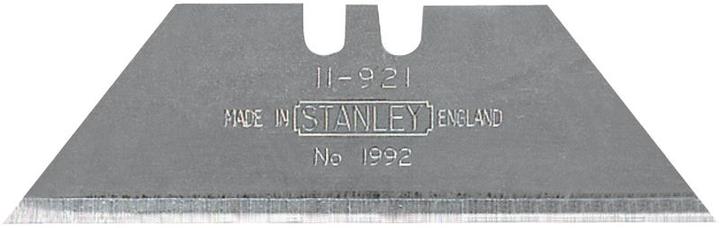 11-921
MADE IN STANLEY ENGLAND
No 1992